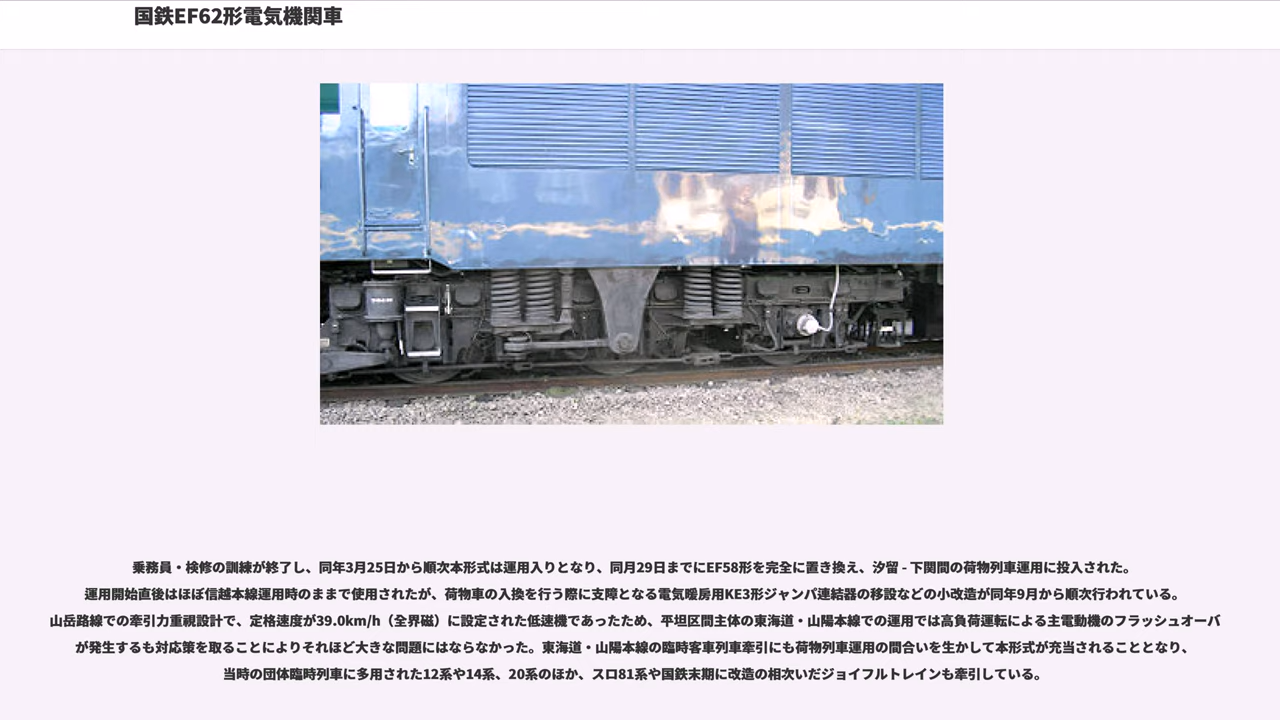 国鉄EF62形電気機関車
乗務員・検修の訓練が終了し、同年3月25日から順次本形式は運用入りとなり、同月29日までにEF58形を完全に置き換え、汐留 - 下関間の荷物列車運用に投入された。
運用開始直後はほぼ信越本線運用時のままで使用されたが、荷物車の入換を行う際に支障となる電気暖房用KE3形ジャンパ連結器の移設などの小改造が同年9月から順次行われている。
山岳路線での牽引力重視設計で、定格速度が39.0km/h（全界磁）に設定された低速機であったため、平坦区間主体の東海道・山陽本線での運用では高負荷運転による主電動機のフラッシュオーバ
が発生するも対応策を取ることによりそれほど大きな問題にはならなかった。東海道・山陽本線の臨時客車列車牽引にも荷物列車運用の間合いを生かして本形式が充当されることとなり、
当時の団体臨時列車に多用された12系や14系、20系のほか、スロ81系や国鉄末期に改造の相次いだジョイフルトレインも牽引している。